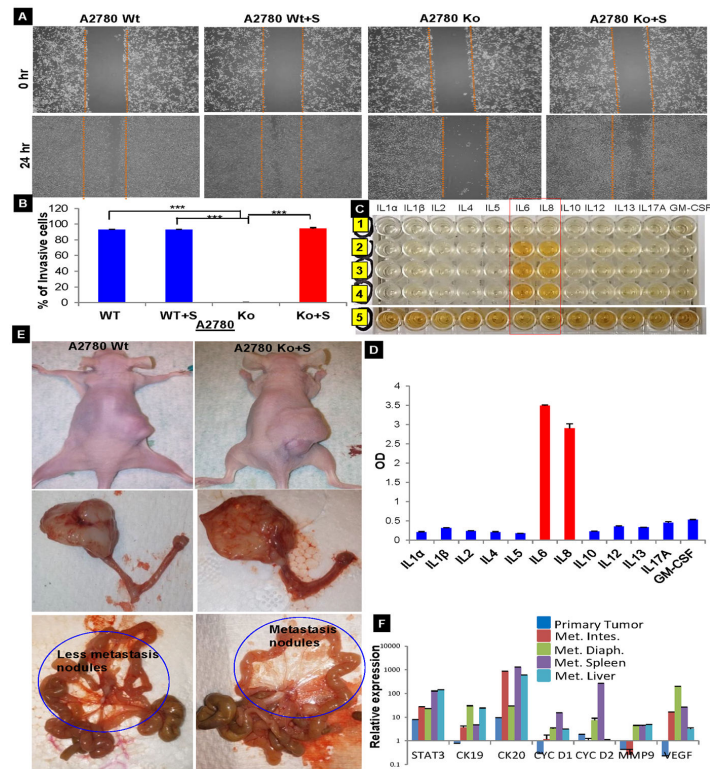 A
A2780 Wt A2780 Wt+S A2780 Ko A2780 Ko+S
0 hr
24 hr
B
% of Invasive cells
120
100
80
60
40
20
0
*** *** ***
WT WT+S Ko Ko+S
A2780
C
IL1α IL1β IL2 IL4 IL5 IL6 IL8 IL10 IL12 IL13 IL17A GM-CSF
1
2
3
4
5
E
A2780 Wt A2780 Ko+S
Less metastasis
nodules
Metastasis
nodules
D
OD
4
3.5
3
2.5
2
1.5
1
0.5
0
IL1α IL1β IL2 IL4 IL5 IL6 IL8 IL10 IL12 IL13 IL17A GM-CSF
F
Primary Tumor
Met. Intes.
Met. Diaph.
Met. Spleen
Met. Liver
Relative expression
10000
1000
100
10
1
0.1
STAT3 CK19 CK20 CYC D1 CYC D2 MMP9 VEGF